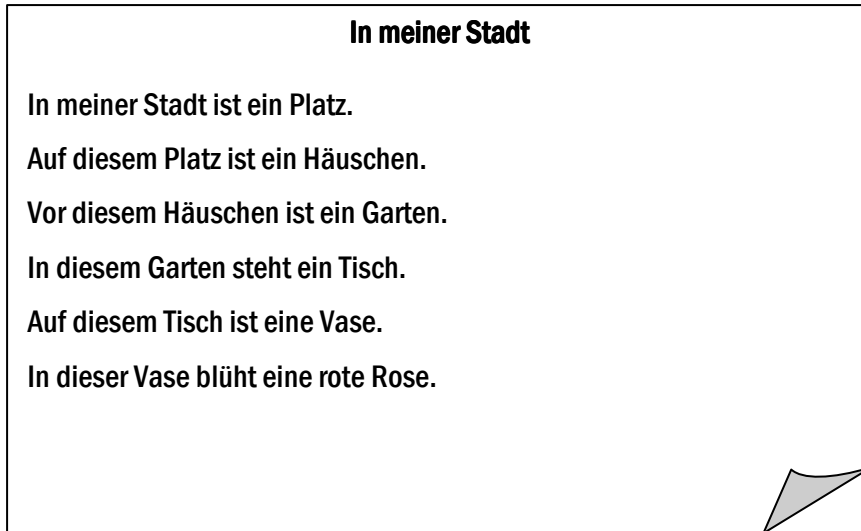 In meiner Stadt
In meiner Stadt ist ein Platz.
Auf diesem Platz ist ein Häuschen.
Vor diesem Häuschen ist ein Garten.
In diesem Garten steht ein Tisch.
Auf diesem Tisch ist eine Vase.
In dieser Vase blüht eine rote Rose.